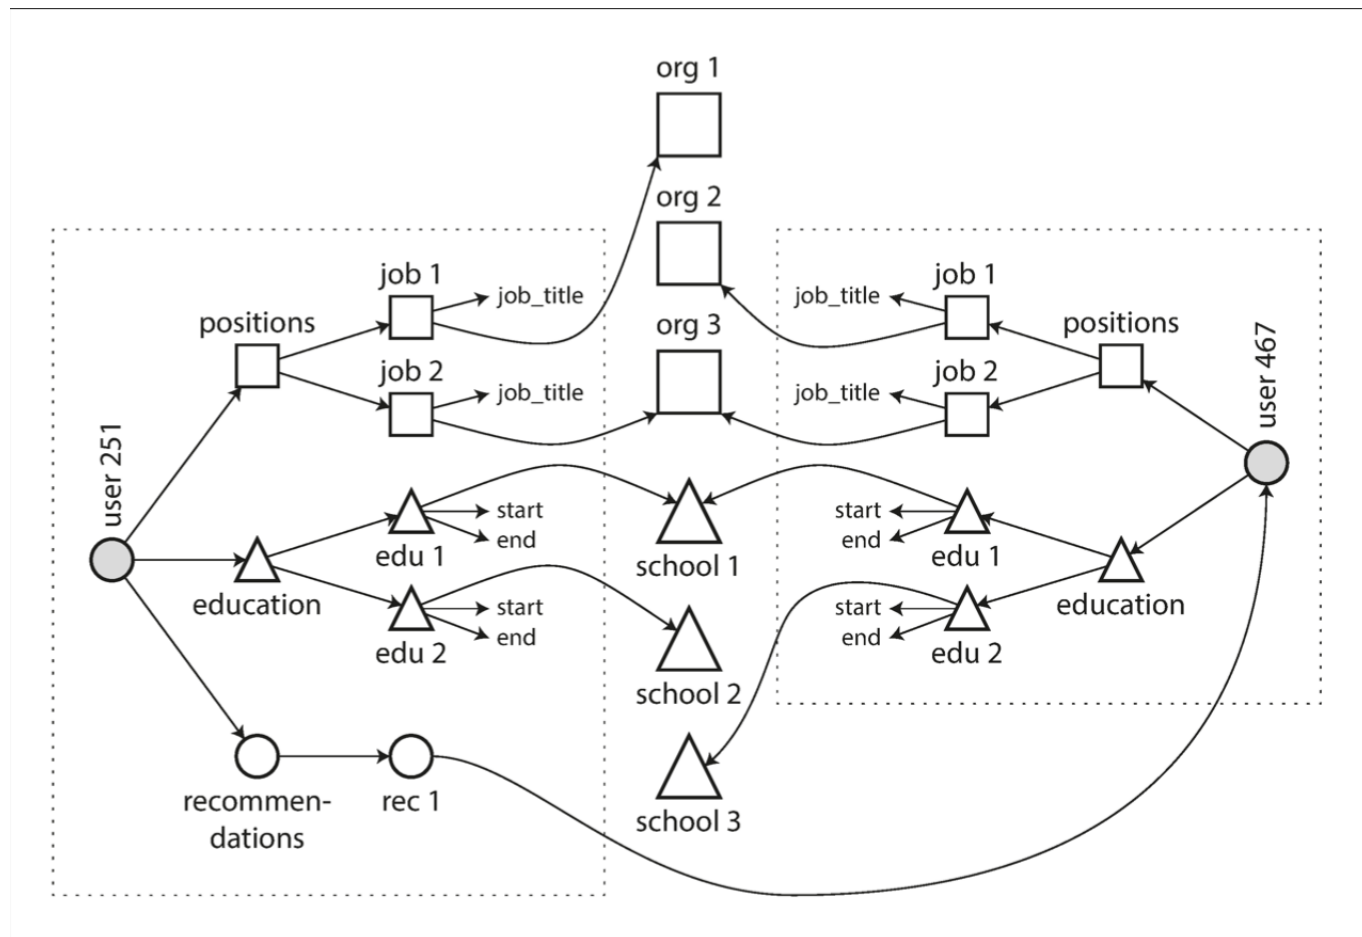 org 1
org 2
org 3
job 1
job_title
positions
job 2
job_title
user 251
edu 1
start
end
education
edu 2
start
end
recommen-
dations
rec 1
school 1
school 2
school 3
job 1
job_title
positions
job 2
job_title
user 467
edu 1
start
end
education
edu 2
start
end